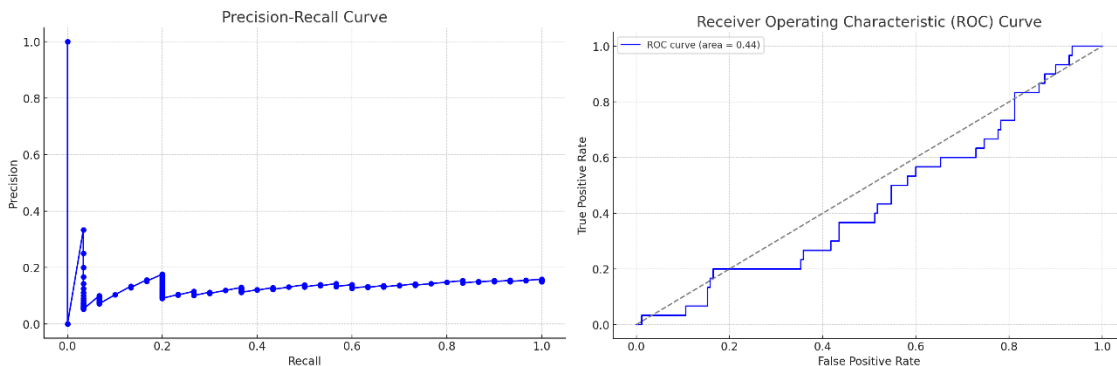 Precision-Recall Curve
1.0
0.8
0.6
0.4
0.2
0.0
Precision
0.0 0.2 0.4 0.6 0.8 1.0
Recall
Receiver Operating Characteristic (ROC) Curve
ROC curve (area = 0.44)
1.0
0.8
0.6
0.4
0.2
0.0
True Positive Rate
0.0 0.2 0.4 0.6 0.8 1.0
False Positive Rate